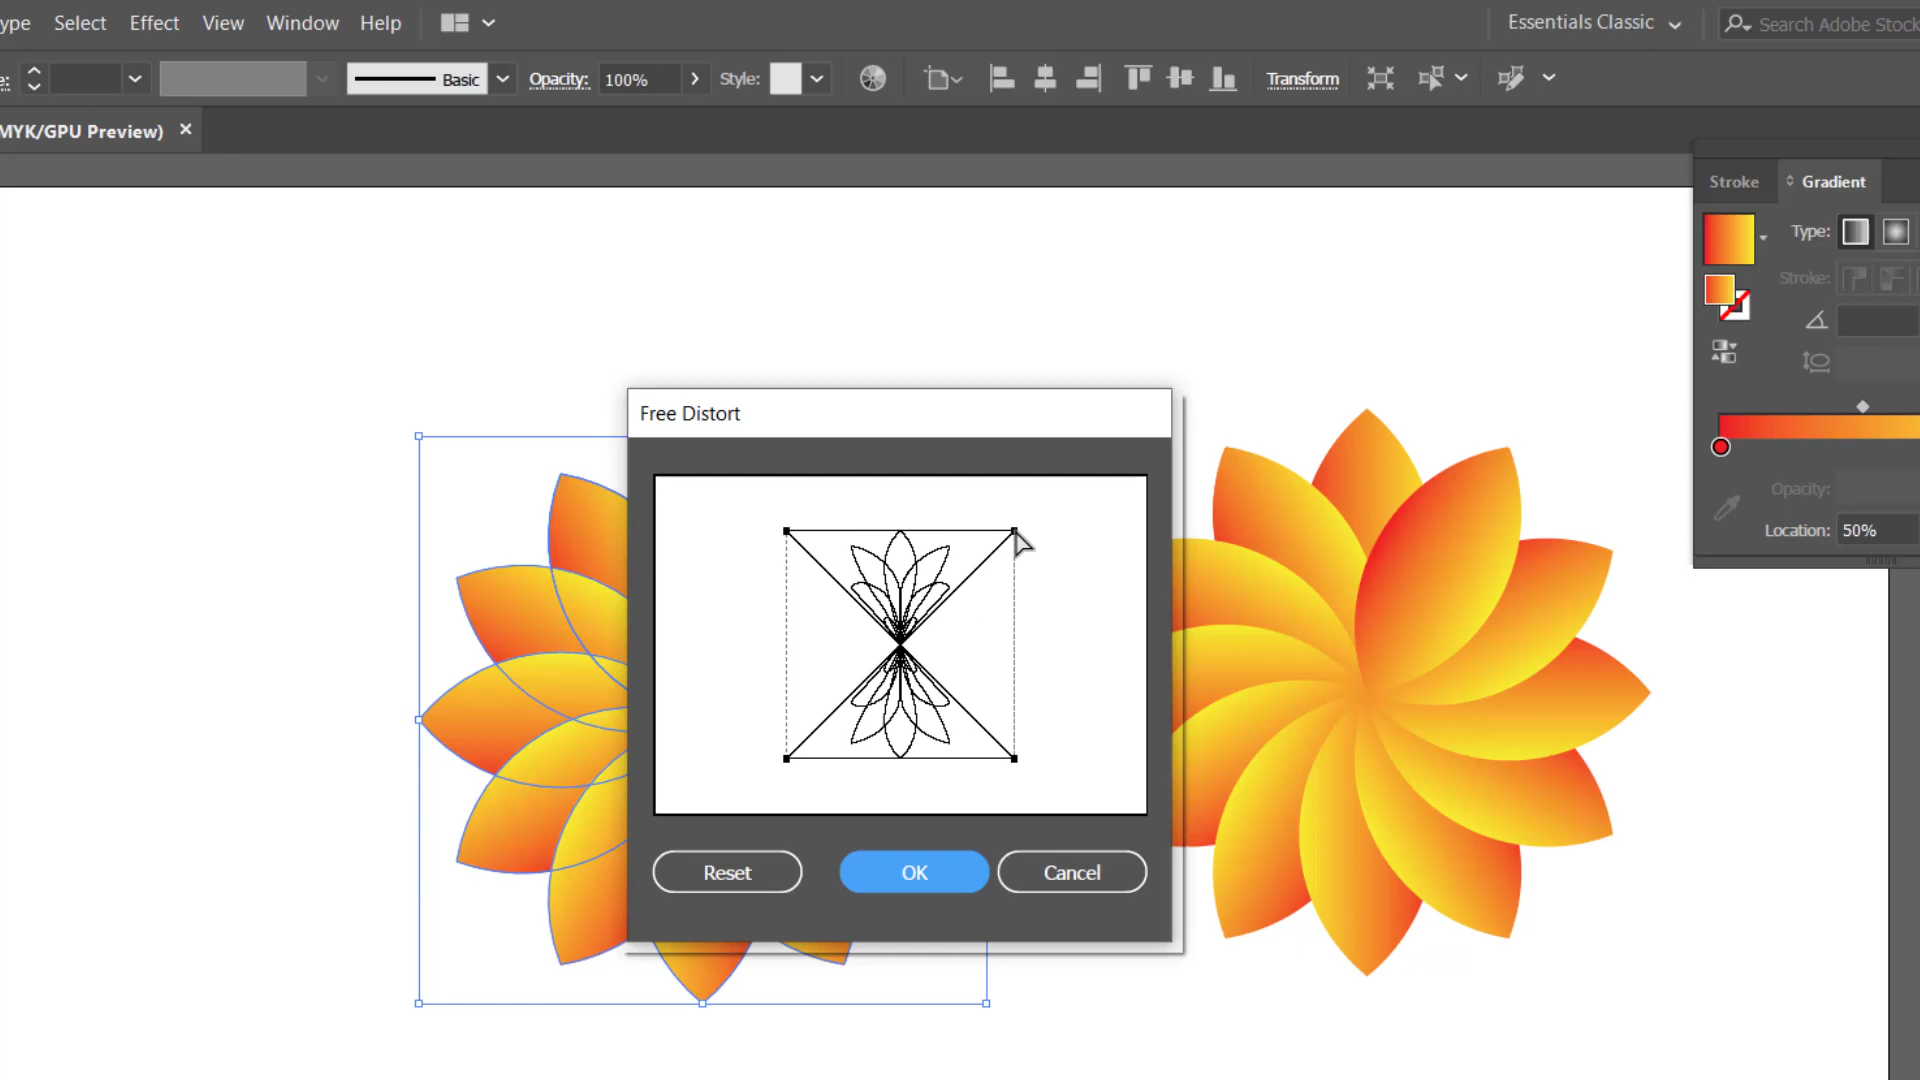 ype Select Effect View Window Help Essentials Classic Search Adobe Stock
e: Basic Opacity: 100% Style: Transform
MYK/GPU Preview) ×
Stroke Gradient
Type:
Stroke:
Free Distort
Opacity:
Location: 50%
Reset OK Cancel